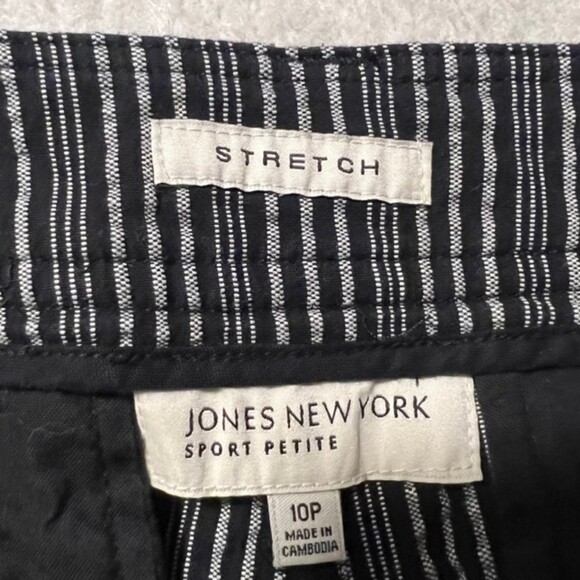 STRETCH
JONES NEW YORK
SPORT PETITE
10P
MADE IN
CAMBODIA